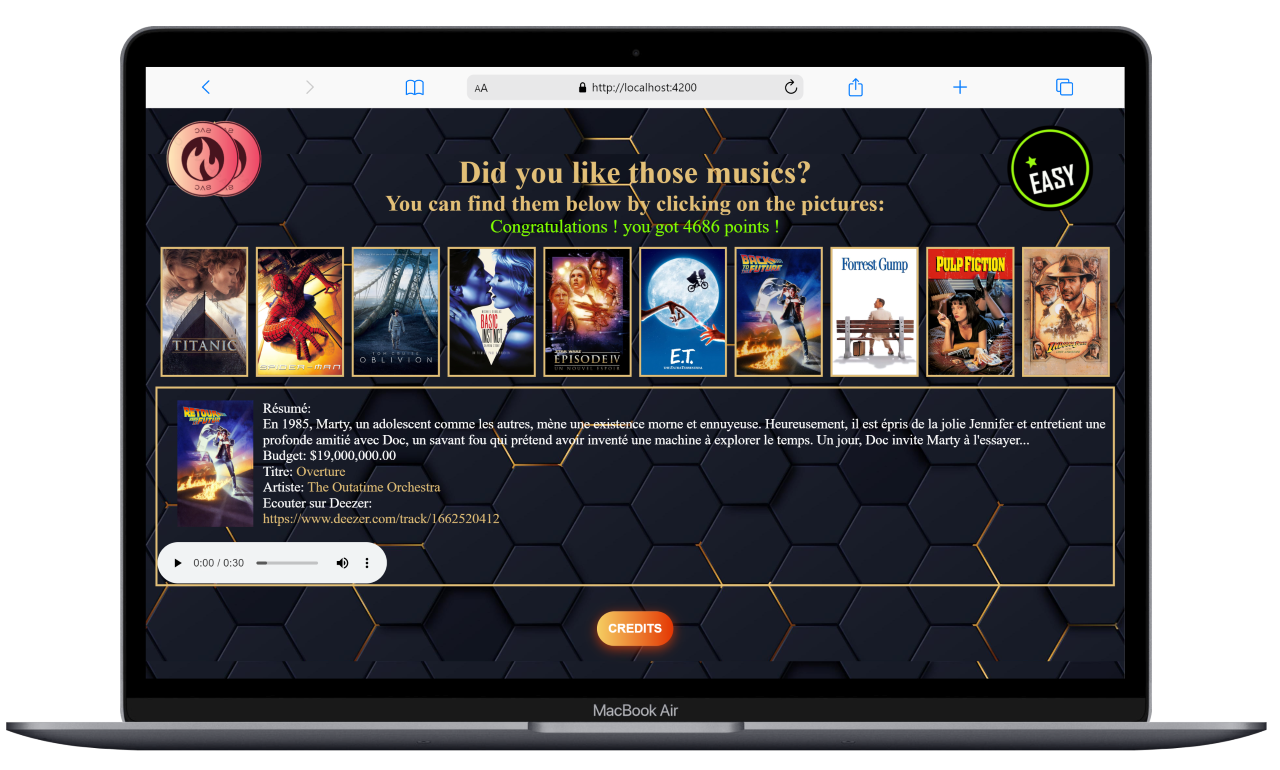 AA
http://localhost:4200
BVC
BVC
Did you like those musics?
You can find them below by clicking on the pictures:
Congratulations ! you got 4686 points !
EASY
TITANIC
SPIDER-MAN
TOM CRUISE
OBLIVION
BASIC
INSTINCT
STAR WARS
EPISODE IV
UN NOUVEL ESPOIR
E.T.
THE EXTRA-TERRESTRIAL
BACK
TO THE FUTURE
Forrest Gump
PULP FICTION
Résumé:
En 1985, Marty, un adolescent comme les autres, mène une existence morne et ennuyeuse. Heureusement, il est épris de la jolie Jennifer et entretient une
profonde amitié avec Doc, un savant fou qui prétend avoir inventé une machine à explorer le temps. Un jour, Doc invite Marty à l'essayer...
Budget: $19,000,000.00
Titre: Overture
Artiste: The Outatime Orchestra
Ecouter sur Deezer:
https://www.deezer.com/track/1662520412
RETOUR
VERS LE FUTUR
0:00 / 0:30
CREDITS
MacBook Air